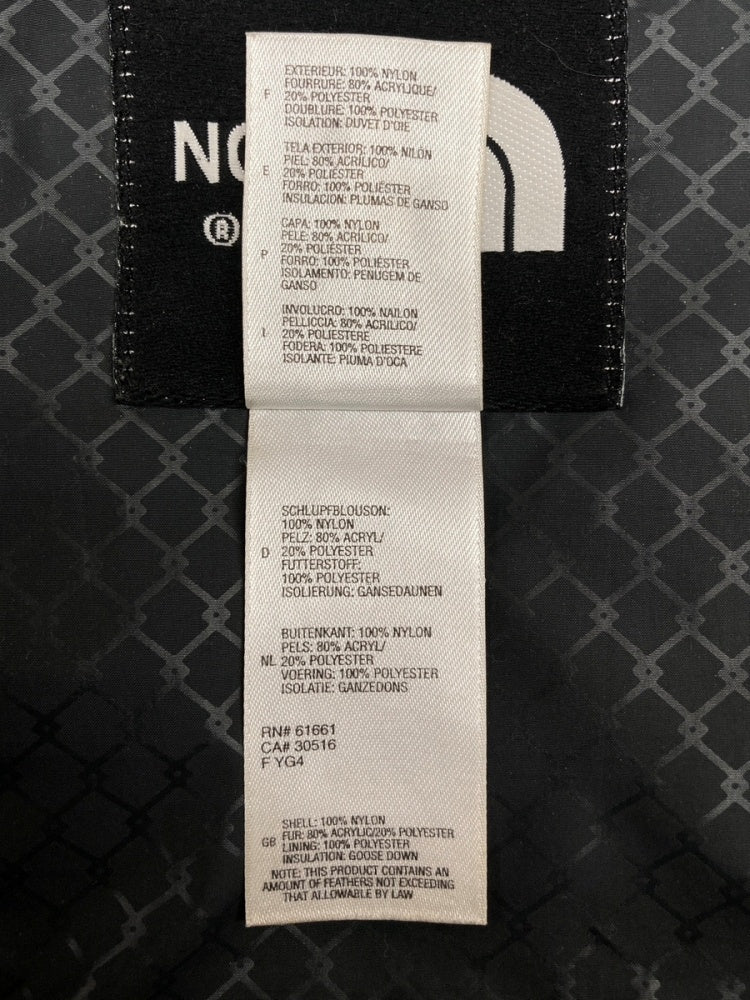 NO
®
F
EXTERIEUR: 100% NYLON
FOURRURE: 80% ACRYLIQUE/
20% POLYESTER
DOUBLURE: 100% POLYESTER
ISOLATION: DUVET D'OIE
E
TELA EXTERIOR: 100% NILÓN
PIEL: 80% ACRÍLICO/
20% POLIÉSTER
FORRO: 100% POLIÉSTER
INSULACION: PLUMAS DE GANSO
P
CAPA: 100% NYLON
PELE: 80% ACRÍLICO/
20% POLIÉSTER
FORRO: 100% POLIÉSTER
ISOLAMENTO: PENUGEM DE
GANSO
I
INVOLUCRO: 100% NAILON
PELLICCIA: 80% ACRILICO/
20% POLIESTERE
FODERA: 100% POLIESTERE
ISOLANTE: PIUMA D'OCA
D
SCHLUPFBLOUSON:
100% NYLON
PELZ: 80% ACRYL/
20% POLYESTER
FUTTERSTOFF:
100% POLYESTER
ISOLIERUNG: GANSEDAUNEN
NL
BUITENKANT: 100% NYLON
PELS: 80% ACRYL/
20% POLYESTER
VOERING: 100% POLYESTER
ISOLATIE: GANZEDONS
RN# 61661
CA# 30516
F YG4
GB
SHELL: 100% NYLON
FUR: 80% ACRYLIC/20% POLYESTER
LINING: 100% POLYESTER
INSULATION: GOOSE DOWN
NOTE; THIS PRODUCT CONTAINS AN
AMOUNT OF FEATHERS NOT EXCEEDING
THAT ALLOWABLE BY LAW